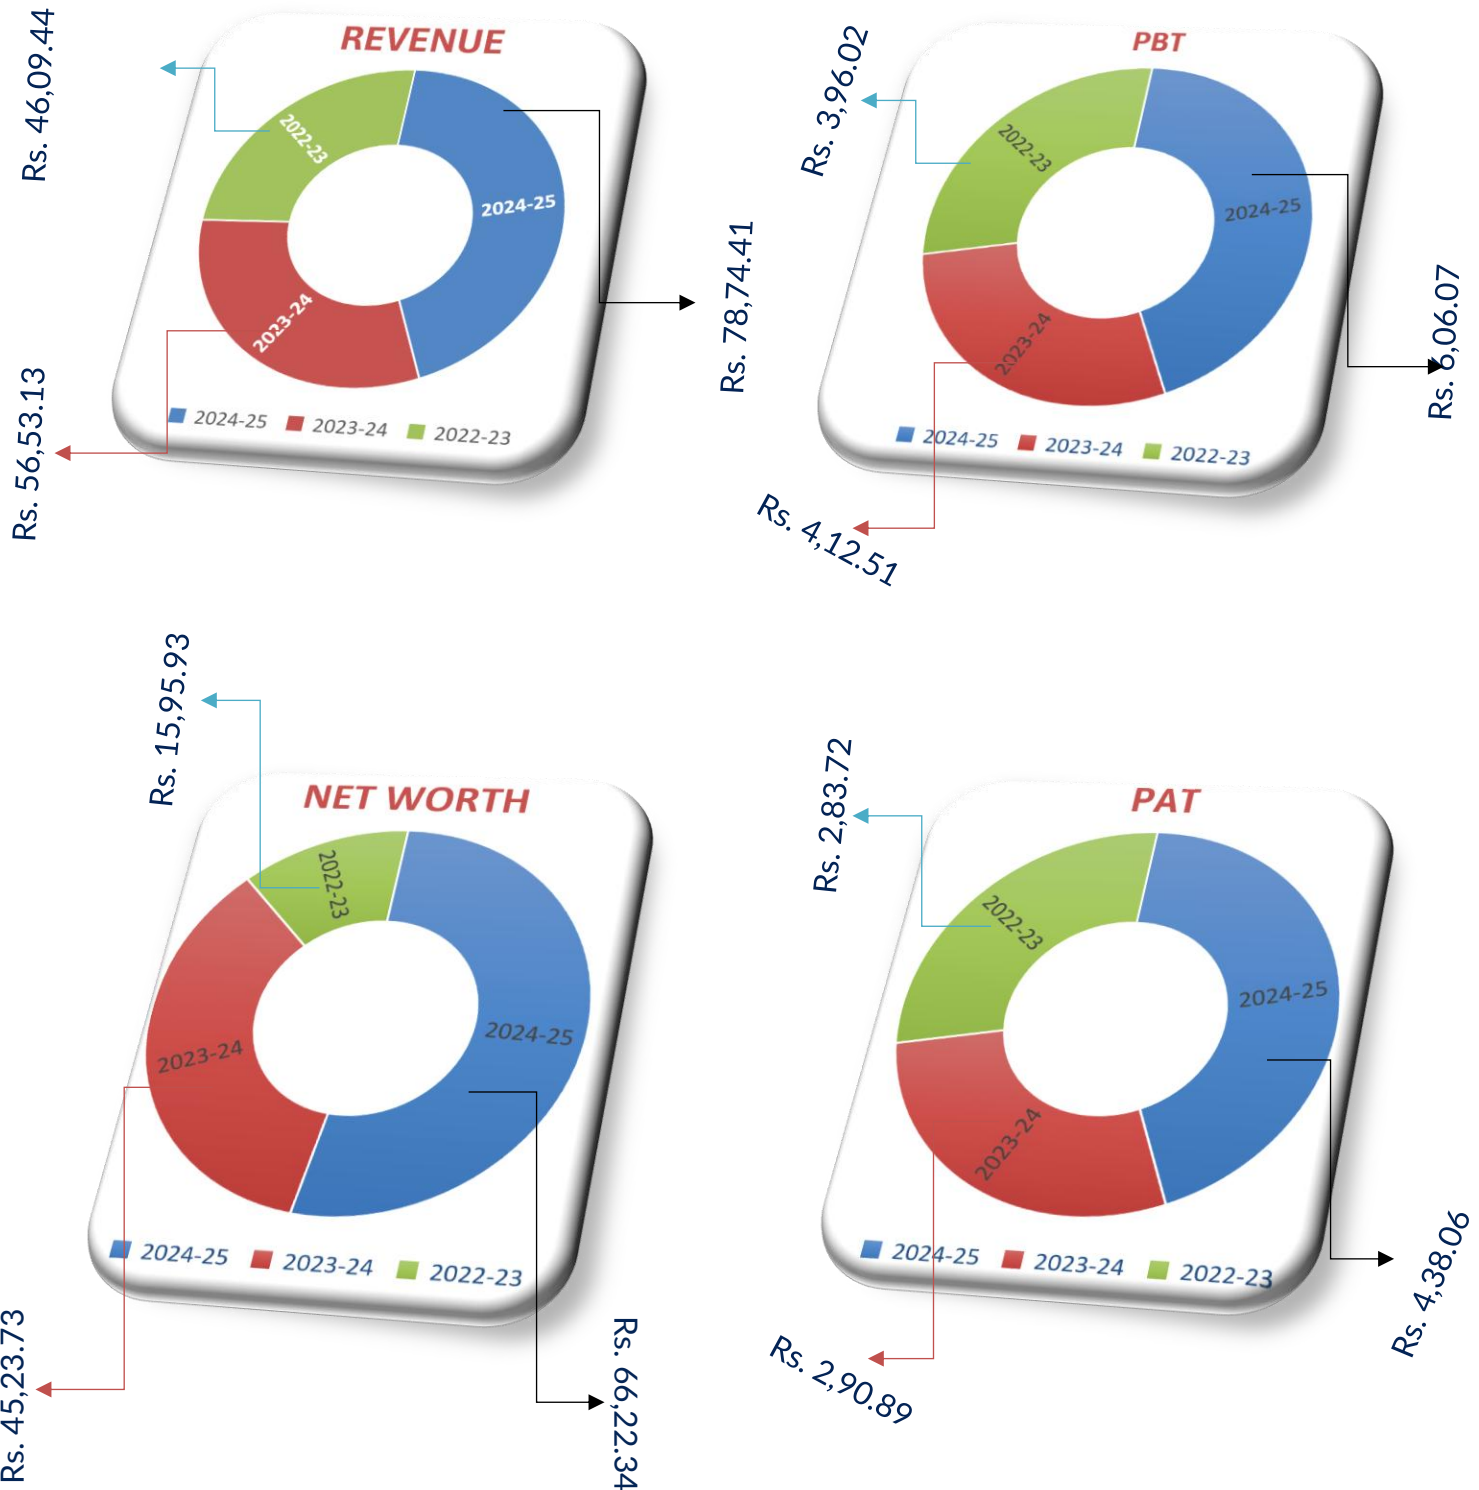 REVENUE
Rs. 46,09.44
2022-23
2024-25
2023-24
Rs. 78,74.41
Rs. 56,53.13
2024-25 2023-24 2022-23
PBT
Rs. 3,96.02
2022-23
2024-25
2023-24
Rs. 6,06.07
2024-25 2023-24 2022-23
Rs. 4,12.51
Rs. 15,95.93
NET WORTH
2022-23
2024-25
2023-24
2024-25 2023-24 2022-23
Rs. 45,23.73
Rs. 66,22.34
Rs. 2,83.72
PAT
2022-23
2024-25
2023-24
2024-25 2023-24 2022-23
Rs. 4,38.06
Rs. 2,90.89